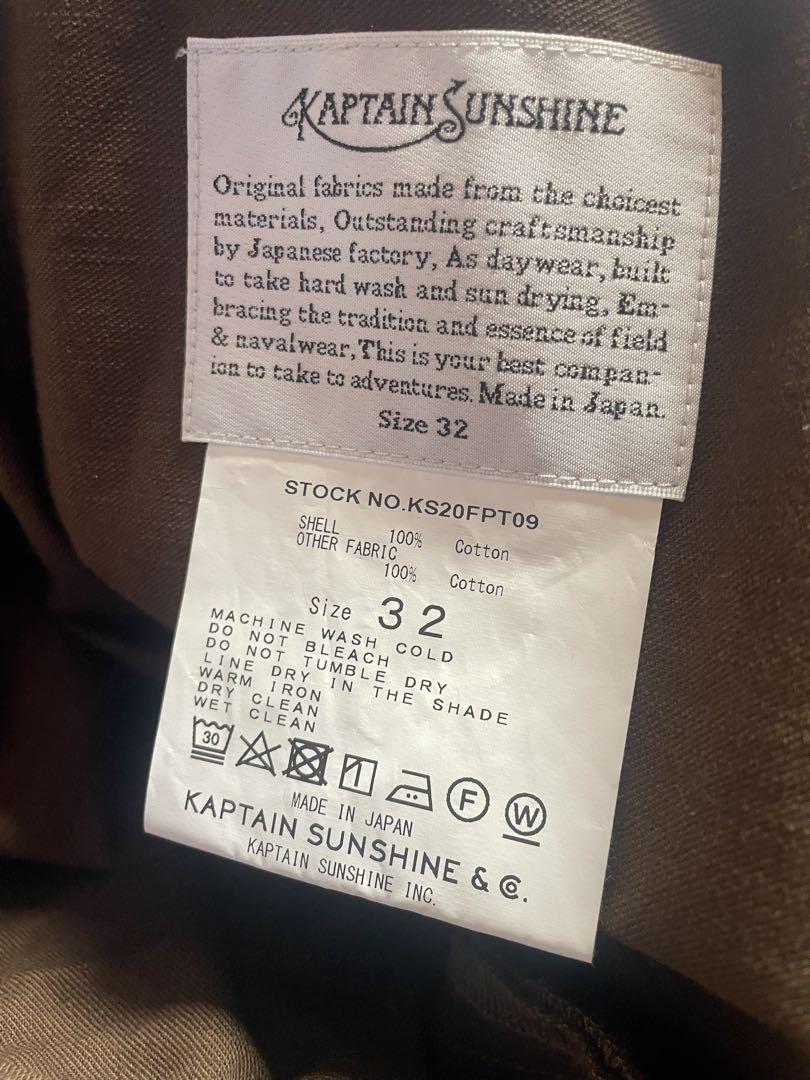 KAPTAIN SUNSHINE
Original fabrics made from the choicest
materials, Outstanding craftsmanship
by Japanese factory, As daywear, built
to take hard wash and sun drying, Em-
bracing the tradition and essence of field
& navalwear, This is your best compan-
ion to take to adventures. Made in Japan.
Size 32
STOCK NO.KS20FPT09
SHELL 100% Cotton
OTHER FABRIC
100% Cotton
Size 32
MACHINE WASH COLD
DO NOT BLEACH
DO NOT TUMBLE DRY
LINE DRY IN THE SHADE
WARM IRON
DRY CLEAN
WET CLEAN
30 F W
MADE IN JAPAN
KAPTAIN SUNSHINE & Co.
KAPTAIN SUNSHINE INC.